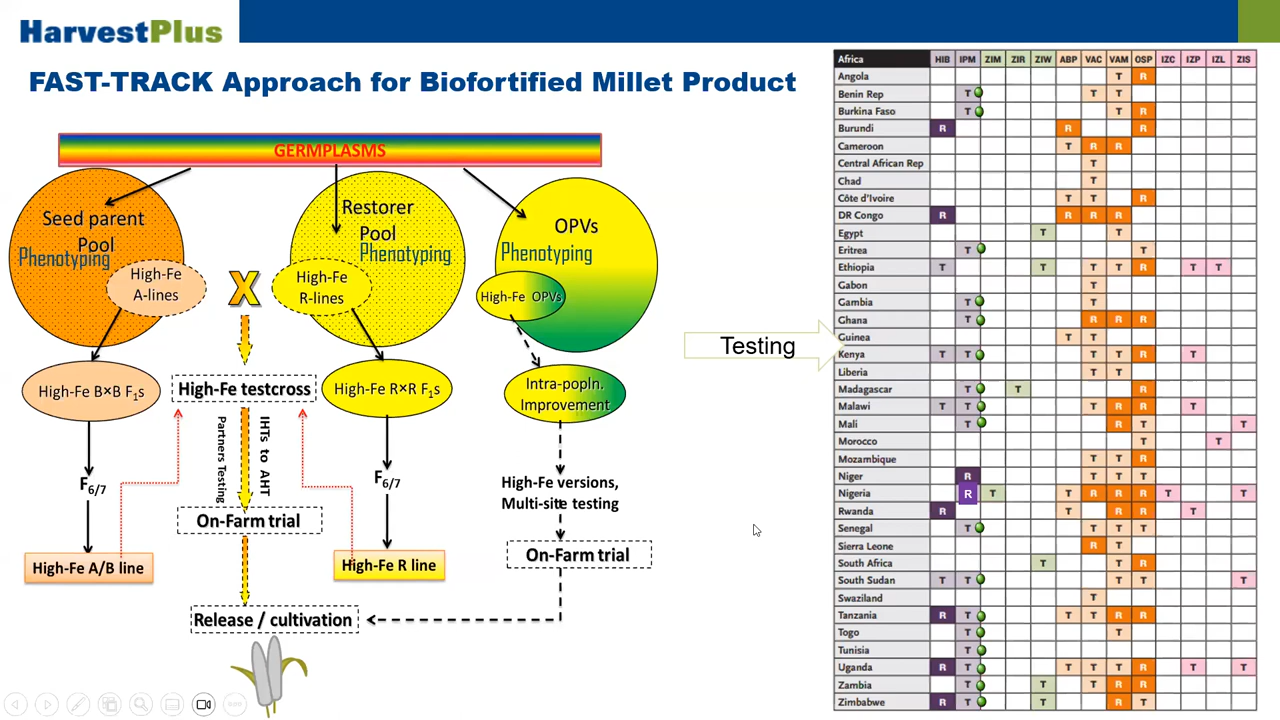 HarvestPlus
FAST-TRACK Approach for Biofortified Millet Product
GERMPLASMS
Seed parent
Pool
Phenotyping
High-Fe
A-lines
X
Restorer
Pool
Phenotyping
High-Fe
R-lines
OPVs
Phenotyping
High-Fe OPVs
High-Fe B×B F1s
High-Fe testcross
High-Fe R×R F1s
Intra-popln.
Improvement
F6/7
Partners Testing
IHTs to AHT
F6/7
High-Fe versions,
Multi-site testing
On-Farm trial
On-Farm trial
High-Fe A/B line
High-Fe R line
Release / cultivation
Testing
Africa HIB IPM ZIM ZIR ZIW ABP VAC VAM OSP IZC IZP IZL ZIS
Angola T R
Benin Rep T T T
Burkina Faso T T R
Burundi R R R
Cameroon T R R
Central African Rep T
Chad T
Côte d'Ivoire T T R
DR Congo R R R R
Egypt T T
Eritrea T T
Ethiopia T T T T R T T
Gabon T
Gambia T T
Ghana T R R R
Guinea T T
Kenya T T T T R T
Liberia T T
Madagascar T T R
Malawi T T T R R T
Mali T R T T
Morocco T T
Mozambique T T R
Niger R T T T
Nigeria R T T R R R T T
Rwanda R T R R T
Senegal T T T T
Sierra Leone R T
South Africa T T R
South Sudan T T T T T
Swaziland T
Tanzania R T T T R R
Togo T T
Tunisia T
Uganda R T T T T R T T
Zambia T T T R R
Zimbabwe R T T R T